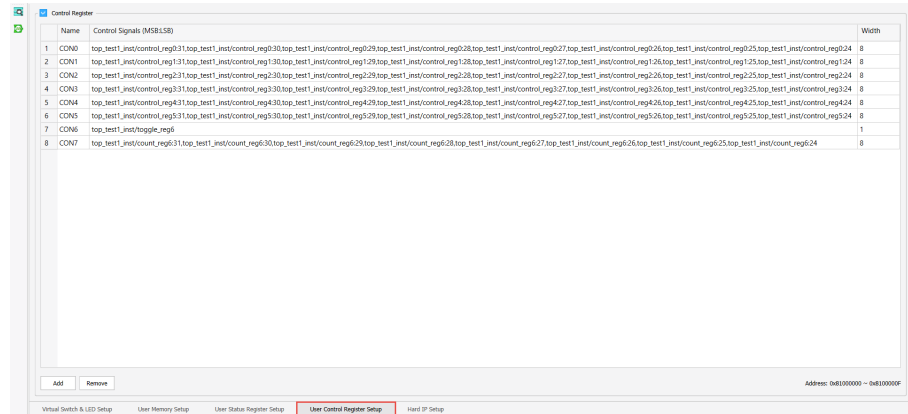 Control Register
Name Control Signals (MSB:LSB) Width
1 CON0 top_test1_inst/control_reg0:31,top_test1_inst/control_reg0:30,top_test1_inst/control_reg0:29,top_test1_inst/control_reg0:28,top_test1_inst/control_reg0:27,top_test1_inst/control_reg0:26,top_test1_inst/control_reg0:25,top_test1_inst/control_reg0:24 8
2 CON1 top_test1_inst/control_reg1:31,top_test1_inst/control_reg1:30,top_test1_inst/control_reg1:29,top_test1_inst/control_reg1:28,top_test1_inst/control_reg1:27,top_test1_inst/control_reg1:26,top_test1_inst/control_reg1:25,top_test1_inst/control_reg1:24 8
3 CON2 top_test1_inst/control_reg2:31,top_test1_inst/control_reg2:30,top_test1_inst/control_reg2:29,top_test1_inst/control_reg2:28,top_test1_inst/control_reg2:27,top_test1_inst/control_reg2:26,top_test1_inst/control_reg2:25,top_test1_inst/control_reg2:24 8
4 CON3 top_test1_inst/control_reg3:31,top_test1_inst/control_reg3:30,top_test1_inst/control_reg3:29,top_test1_inst/control_reg3:28,top_test1_inst/control_reg3:27,top_test1_inst/control_reg3:26,top_test1_inst/control_reg3:25,top_test1_inst/control_reg3:24 8
5 CON4 top_test1_inst/control_reg4:31,top_test1_inst/control_reg4:30,top_test1_inst/control_reg4:29,top_test1_inst/control_reg4:28,top_test1_inst/control_reg4:27,top_test1_inst/control_reg4:26,top_test1_inst/control_reg4:25,top_test1_inst/control_reg4:24 8
6 CON5 top_test1_inst/control_reg5:31,top_test1_inst/control_reg5:30,top_test1_inst/control_reg5:29,top_test1_inst/control_reg5:28,top_test1_inst/control_reg5:27,top_test1_inst/control_reg5:26,top_test1_inst/control_reg5:25,top_test1_inst/control_reg5:24 8
7 CON6 top_test1_inst/toggle_reg6 1
8 CON7 top_test1_inst/count_reg6:31,top_test1_inst/count_reg6:30,top_test1_inst/count_reg6:29,top_test1_inst/count_reg6:28,top_test1_inst/count_reg6:27,top_test1_inst/count_reg6:26,top_test1_inst/count_reg6:25,top_test1_inst/count_reg6:24 8
Add Remove Address: 0x81000000 ~ 0x8100000F
Virtual Switch & LED Setup User Memory Setup User Status Register Setup User Control Register Setup Hard IP Setup